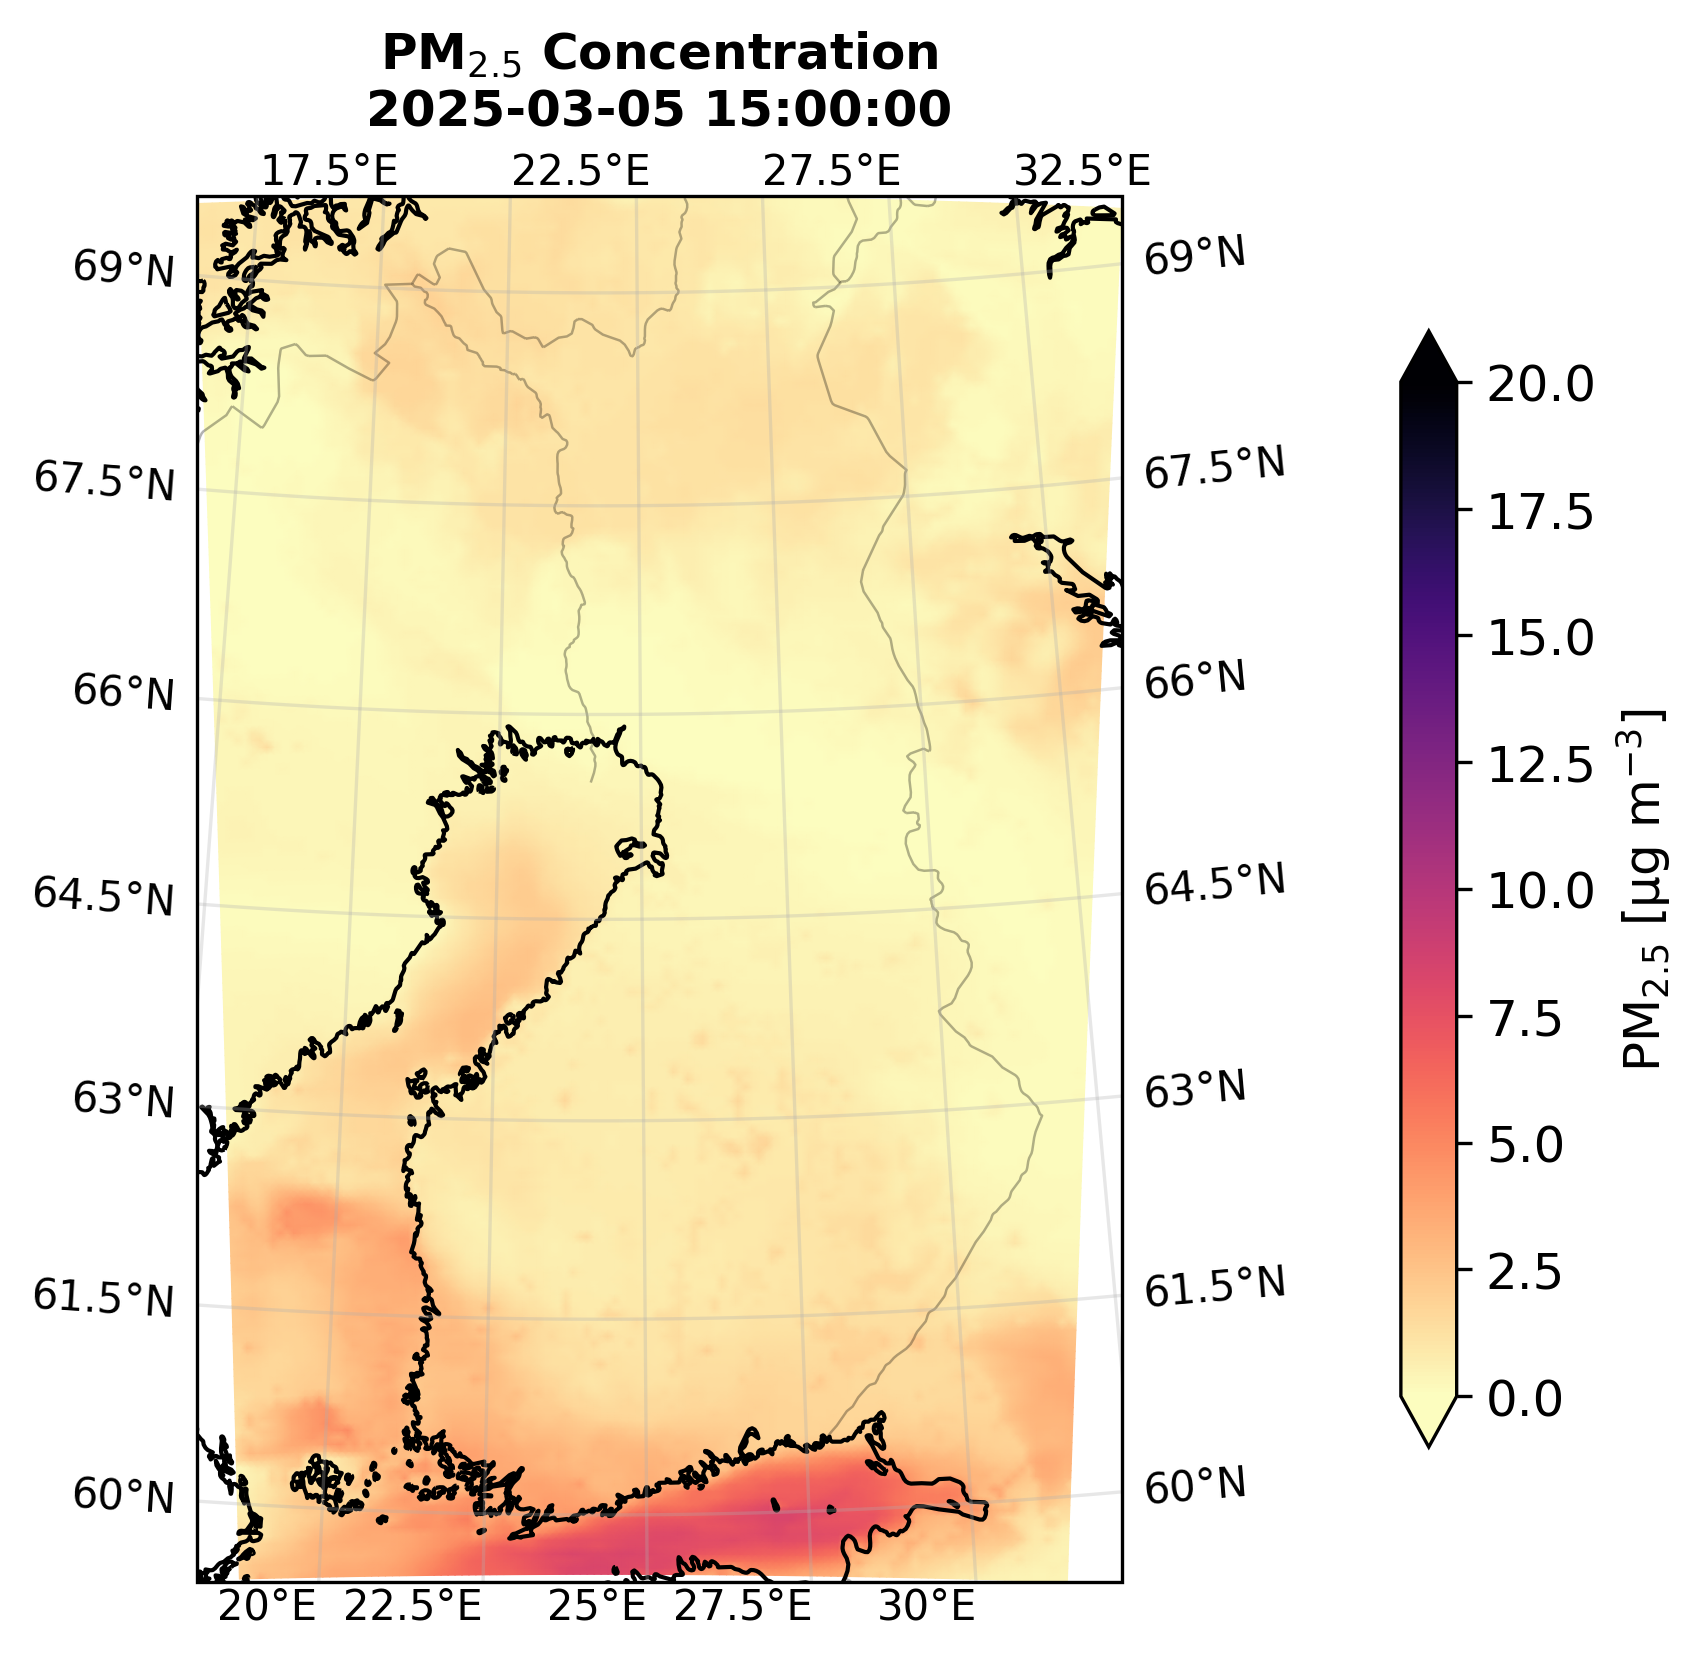 PM2.5 Concentration
2025-03-05 15:00:00
17.5°E 22.5°E 27.5°E 32.5°E
69°N 69°N
67.5°N 67.5°N
66°N 66°N
64.5°N 64.5°N
63°N 63°N
61.5°N 61.5°N
60°N 60°N
20°E 22.5°E 25°E 27.5°E 30°E
20.0
17.5
15.0
12.5
10.0
7.5
5.0
2.5
0.0
PM2.5 [µg m−3]